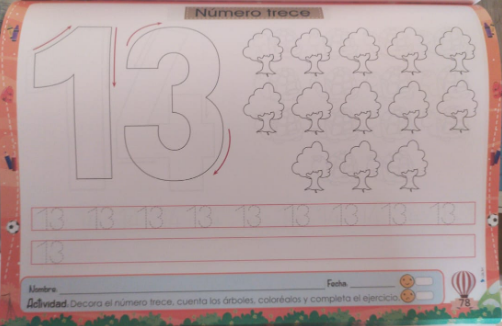 Número trece
13
13 13 13 13 13 13 13 13 13
13
Nombre: Fecha:
Actividad: Decora el número trece, cuenta los árboles, coloréalos y completa el ejercicio.
78